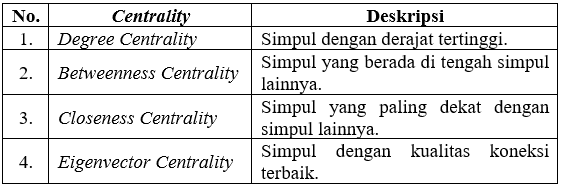 No. Centrality Deskripsi
1. Degree Centrality Simpul dengan derajat tertinggi.
2. Betweenness Centrality Simpul yang berada di tengah simpul
lainnya.
3. Closeness Centrality Simpul yang paling dekat dengan
simpul lainnya.
4. Eigenvector Centrality Simpul dengan kualitas koneksi
terbaik.